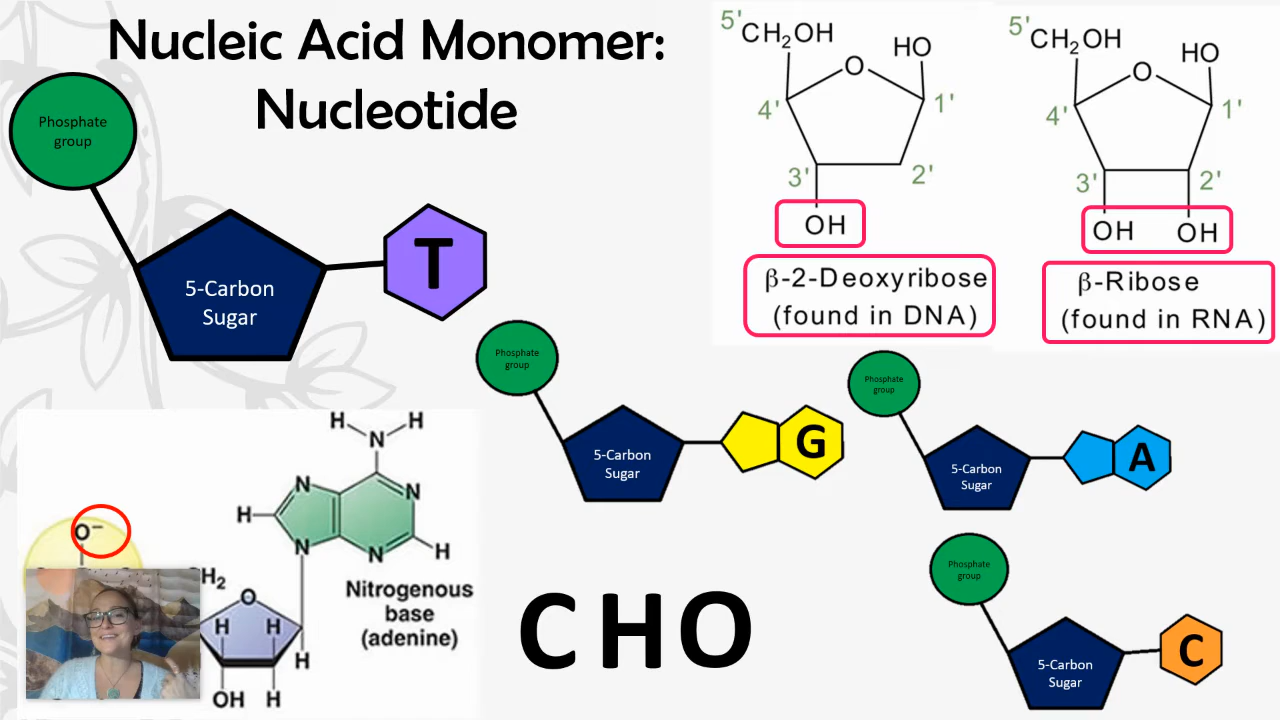 Nucleic Acid Monomer:
Nucleotide
Phosphate
group
5-Carbon
Sugar
T
5'
CH₂OH
HO
O
4'
1'
3'
2'
OH
β-2-Deoxyribose
(found in DNA)
5'
CH₂OH
HO
O
4'
1'
3'
2'
OH
OH
β-Ribose
(found in RNA)
Phosphate
group
5-Carbon
Sugar
G
Phosphate
group
5-Carbon
Sugar
A
H
H
N
N
N
H
N
N
H
O⁻
H₂
O
H
H
H
OH
H
Nitrogenous
base
(adenine)
C H O
Phosphate
group
5-Carbon
Sugar
C